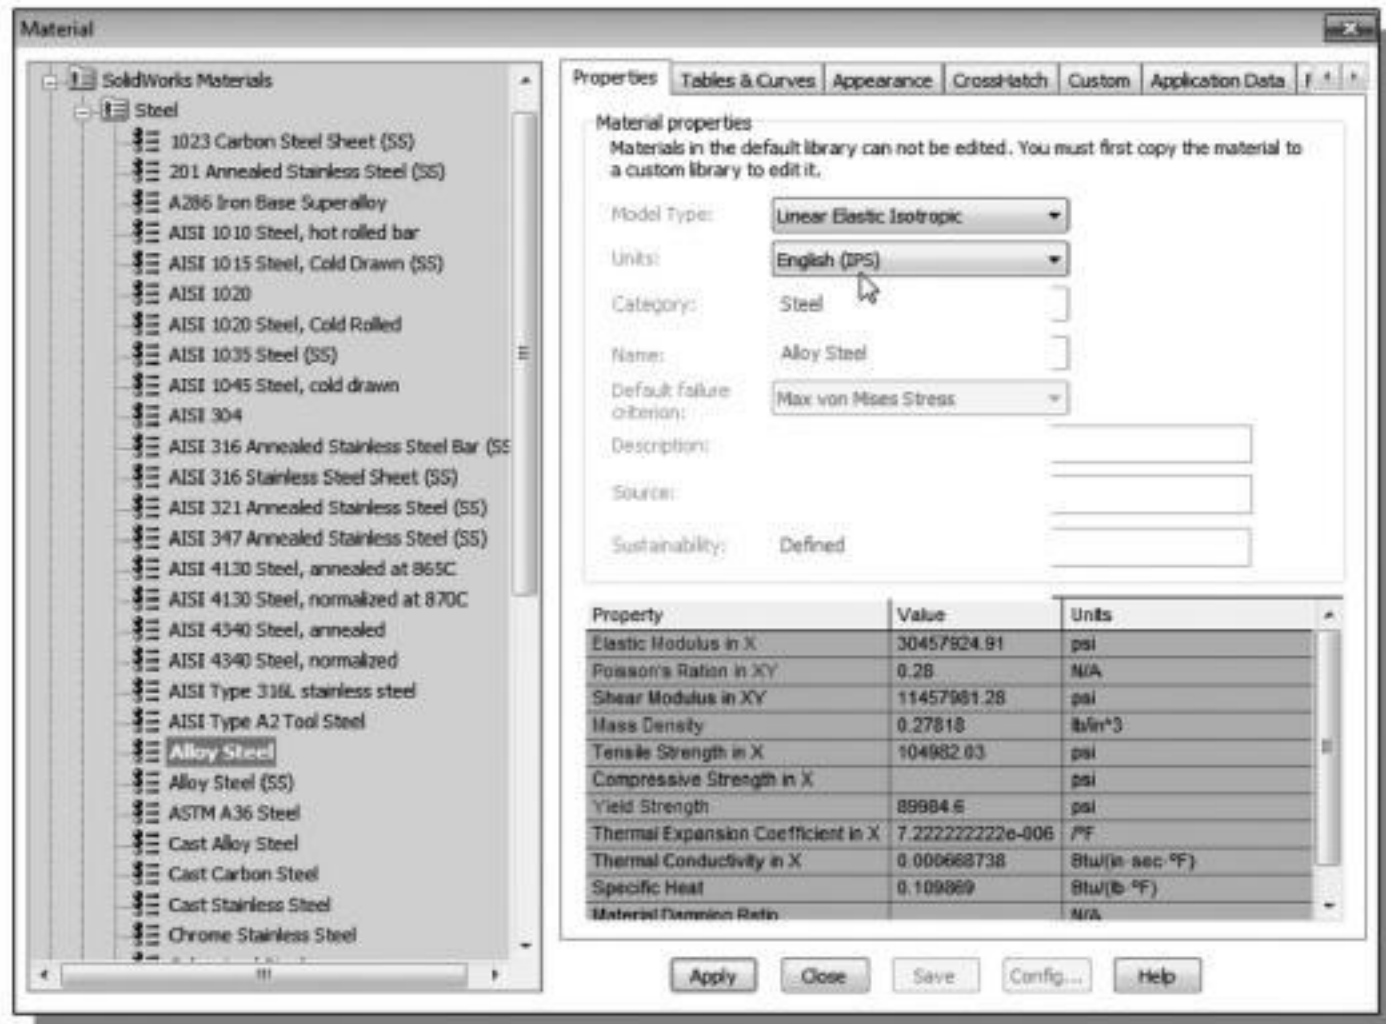 Material
SolidWorks Materials
Steel
1023 Carbon Steel Sheet (SS)
201 Annealed Stainless Steel (SS)
A286 Iron Base Superalloy
AISI 1010 Steel, hot rolled bar
AISI 1015 Steel, Cold Drawn (SS)
AISI 1020
AISI 1020 Steel, Cold Rolled
AISI 1035 Steel (SS)
AISI 1045 Steel, cold drawn
AISI 304
AISI 316 Annealed Stainless Steel Bar (SS
AISI 316 Stainless Steel Sheet (SS)
AISI 321 Annealed Stainless Steel (SS)
AISI 347 Annealed Stainless Steel (SS)
AISI 4130 Steel, annealed at 865C
AISI 4130 Steel, normalized at 870C
AISI 4340 Steel, annealed
AISI 4340 Steel, normalized
AISI Type 316L stainless steel
AISI Type A2 Tool Steel
Alloy Steel
Alloy Steel (SS)
ASTM A36 Steel
Cast Alloy Steel
Cast Carbon Steel
Cast Stainless Steel
Chrome Stainless Steel
Properties Tables & Curves Appearance CrossHatch Custom Application Data
Material properties
Materials in the default library can not be edited. You must first copy the material to
a custom library to edit it.
Model Type: Linear Elastic Isotropic
Units: English (IPS)
Category: Steel
Name: Alloy Steel
Default failure
criterion: Max von Mises Stress
Description:
Source:
Sustainability: Defined
Property Value Units
Elastic Modulus in X 30457924.91 psi
Poisson's Ration in XY 0.28 N/A
Shear Modulus in XY 11457981.28 psi
Mass Density 0.27818 lb/in^3
Tensile Strength in X 104982.03 psi
Compressive Strength in X psi
Yield Strength 89984.6 psi
Thermal Expansion Coefficient in X 7.222222222e-006 /°F
Thermal Conductivity in X 0.000668738 Btu/(in·sec·°F)
Specific Heat 0.109869 Btu/(lb·°F)
Material Damping Ratio N/A
Apply Close Save Config... Help